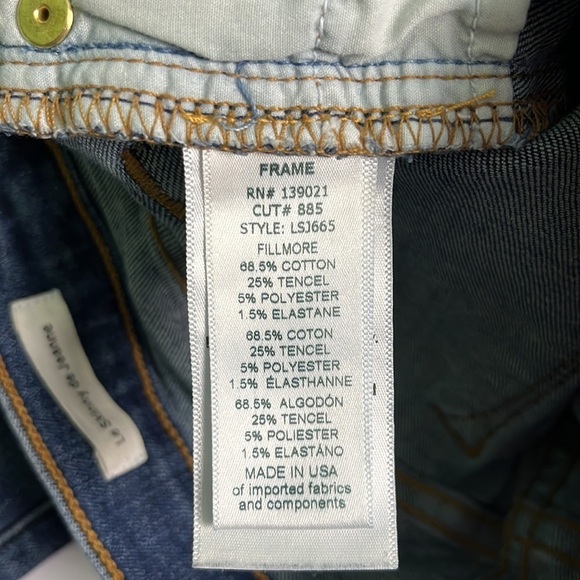 FRAME
RN# 139021
CUT# 885
STYLE: LSJ665
FILLMORE
68.5% COTTON
25% TENCEL
5% POLYESTER
1.5% ELASTANE
68.5% COTON
25% TENCEL
5% POLYESTER
1.5% ÉLASTHANNE
68.5% ALGODÓN
25% TENCEL
5% POLIESTER
1.5% ELASTÁNO
MADE IN USA
of imported fabrics
and components
Le Skinny de Jeanne